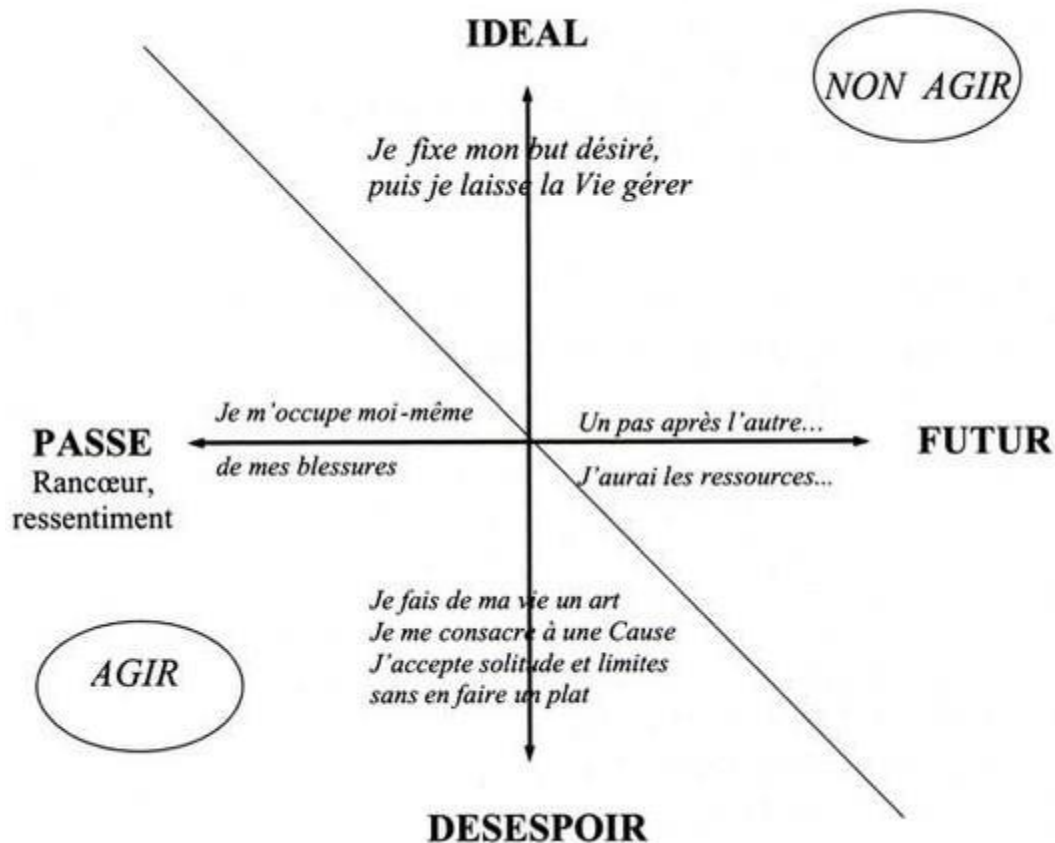 IDEAL
NON AGIR
Je fixe mon but désiré,
puis je laisse la Vie gérer
Je m'occupe moi-même
de mes blessures
PASSE
Rancœur,
ressentiment
Un pas après l'autre...
J'aurai les ressources...
FUTUR
Je fais de ma vie un art
Je me consacre à une Cause
J'accepte solitude et limites
sans en faire un plat
AGIR
DESESPOIR